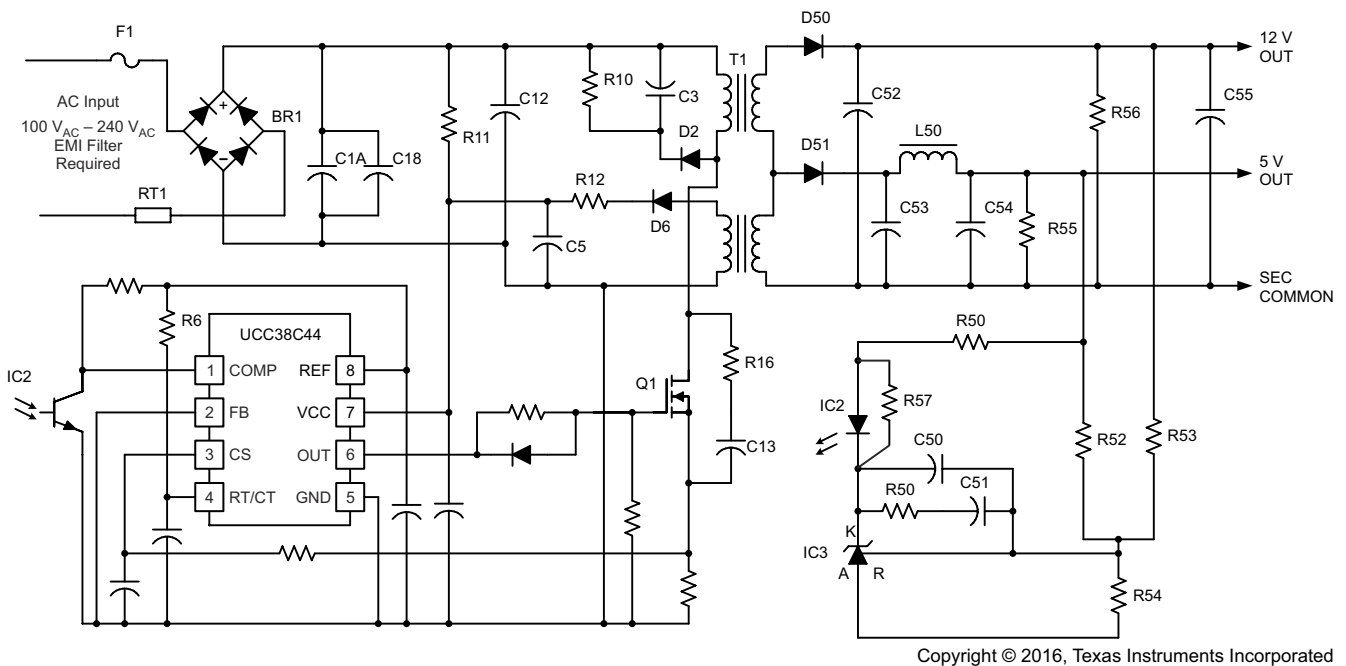 F1
AC Input
100 VAC – 240 VAC
EMI Filter
Required
RT1
BR1
C1A
C18
R11
C12
R10
C3
D2
T1
R12
D6
C5
D50
D51
C52
L50
C53
C54
R55
R56
C55
12 V
OUT
5 V
OUT
SEC
COMMON
R6
UCC38C44
IC2
1 COMP
REF 8
2 FB
VCC 7
3 CS
OUT 6
4 RT/CT
GND 5
Q1
R16
C13
R50
IC2
R57
C50
R50
C51
R52
R53
K
IC3
A
R
R54
Copyright © 2016, Texas Instruments Incorporated